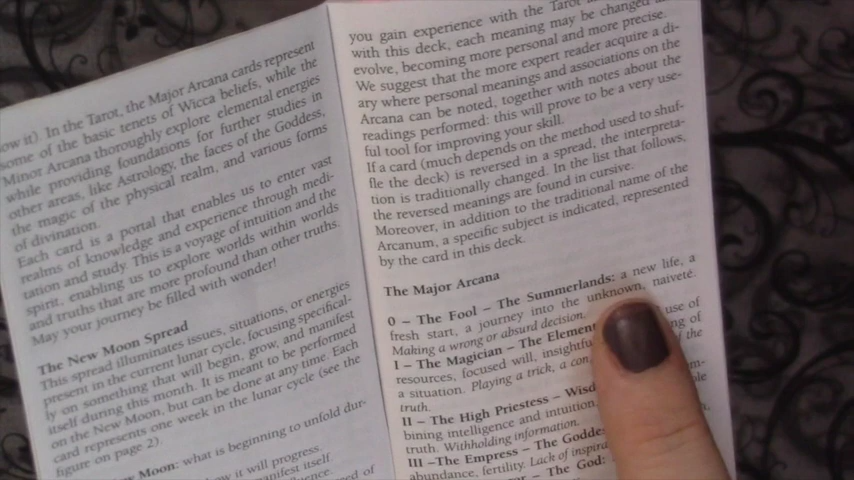 ow it). In the Tarot, the Major Arcana cards represent
some of the basic tenets of Wicca beliefs, while the
Minor Arcana thoroughly explore elemental energies
while providing foundations for further studies in
other areas, like Astrology, the faces of the Goddess,
the magic of the physical realm, and various forms
of divination.
Each card is a portal that enables us to enter vast
realms of knowledge and experience through medi-
tation and study. This is a voyage of intuition and the
spirit, enabling us to explore worlds within worlds
and truths that are more profound than other truths.
May your journey be filled with wonder!
The New Moon Spread
This spread illuminates issues, situations, or energies
present in the current lunar cycle, focusing specifical-
ly on something that will begin, grow, and manifest
itself during this month. It is meant to be performed
on the New Moon, but can be done at any time. Each
card represents one week in the lunar cycle (see the
figure on page 2).
Moon: what is beginning to unfold dur-
how it will progress.
manifest itself.
you gain experience with the Tarot
with this deck, each meaning may be changed
evolve, becoming more personal and more precise.
We suggest that the more expert reader acquire a di-
ary where personal meanings and associations on the
Arcana can be noted, together with notes about the
readings performed: this will prove to be a very use-
ful tool for improving your skill.
If a card (much depends on the method used to shuf-
fle the deck) is reversed in a spread, the interpreta-
tion is traditionally changed. In the list that follows,
the reversed meanings are found in cursive.
Moreover, in addition to the traditional name of the
Arcanum, a specific subject is indicated, represented
by the card in this deck.
The Major Arcana
0 – The Fool – The Summerlands: a new life, a
fresh start, a journey into the unknown, naiveté.
Making a wrong or absurd decision.
I – The Magician – The Element use of
resources, focused will, insightful ng of
a situation. Playing a trick, a con of the
truth.
II – The High Priestess – Wisd com-
bining intelligence and intuition.
truth. Withholding information.
III –The Empress – The Goddess
abundance, fertility. Lack of inspira
– The God: